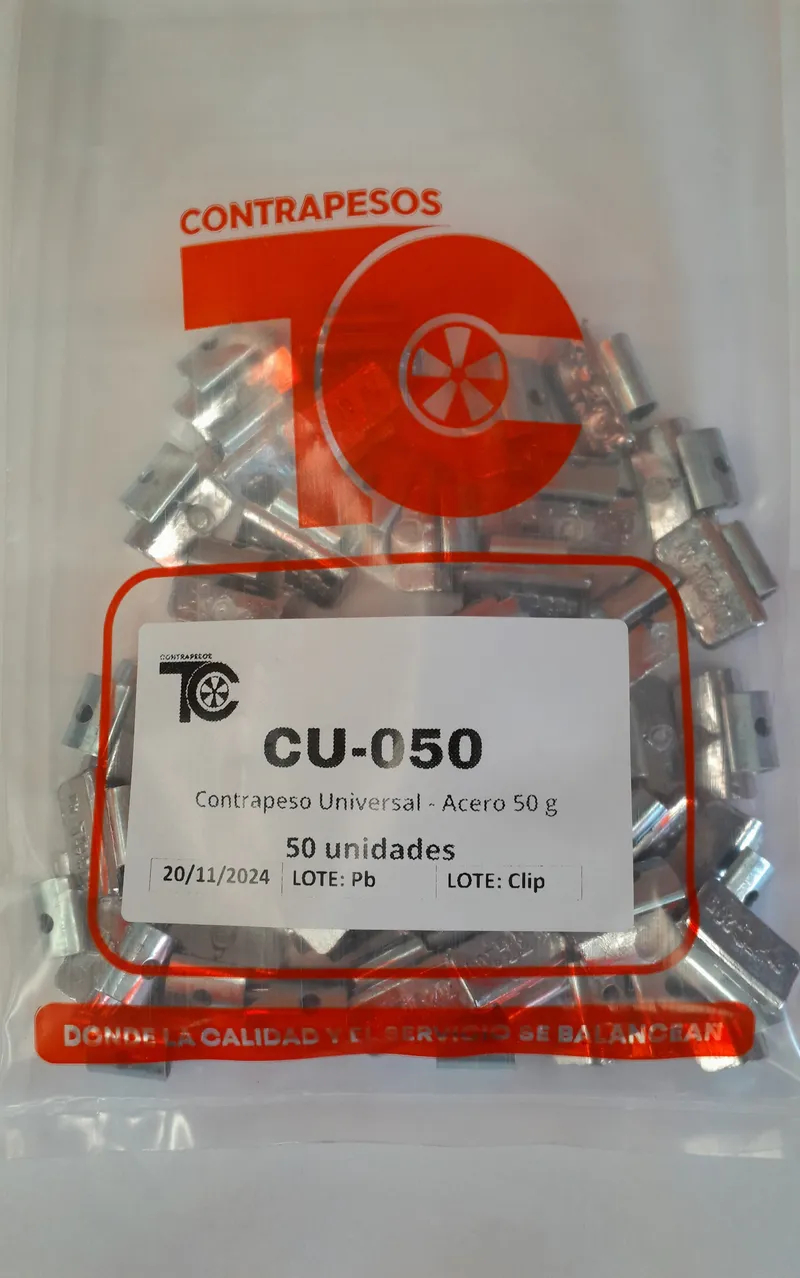 CONTRAPESOS
TC
CONTRAPESOS
TC
CU-050
Contrapeso Universal - Acero 50 g
50 unidades
20/11/2024 LOTE: Pb LOTE: Clip
DONDE LA CALIDAD Y EL SERVICIO SE BALANCEAN